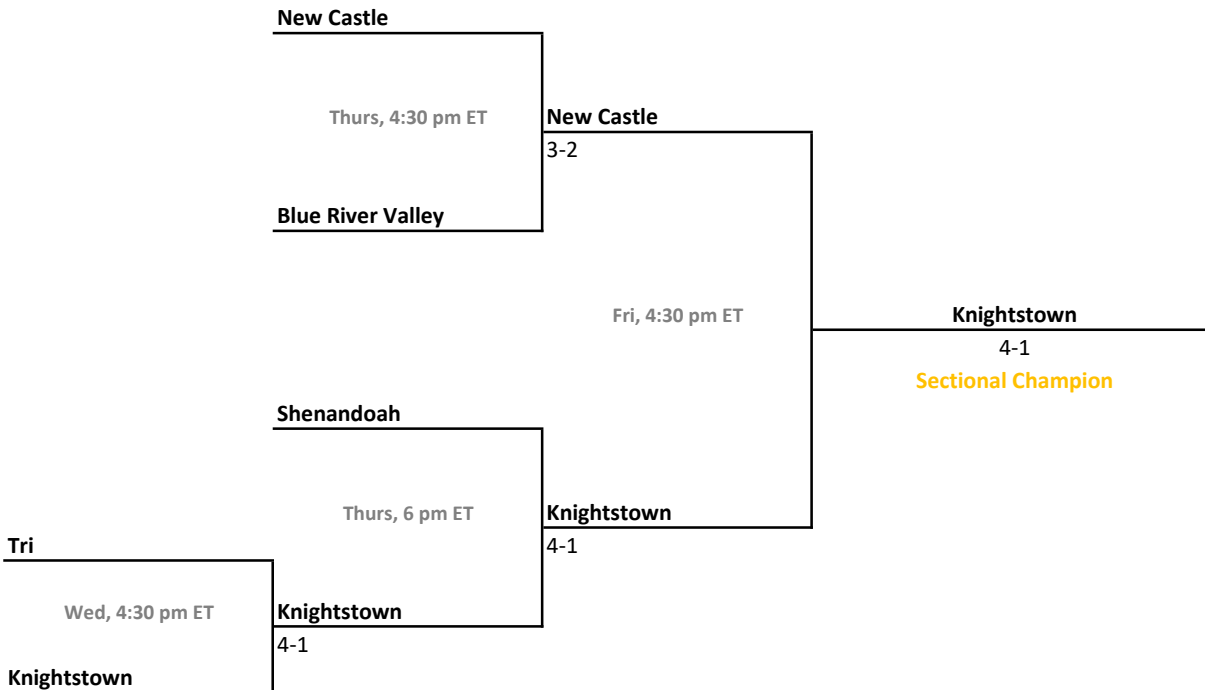 New Castle
Thurs, 4:30 pm ET
New Castle
3-2
Blue River Valley
Fri, 4:30 pm ET
Knightstown
4-1
Sectional Champion
Shenandoah
Thurs, 6 pm ET
Knightstown
4-1
Tri
Wed, 4:30 pm ET
Knightstown
4-1
Knightstown